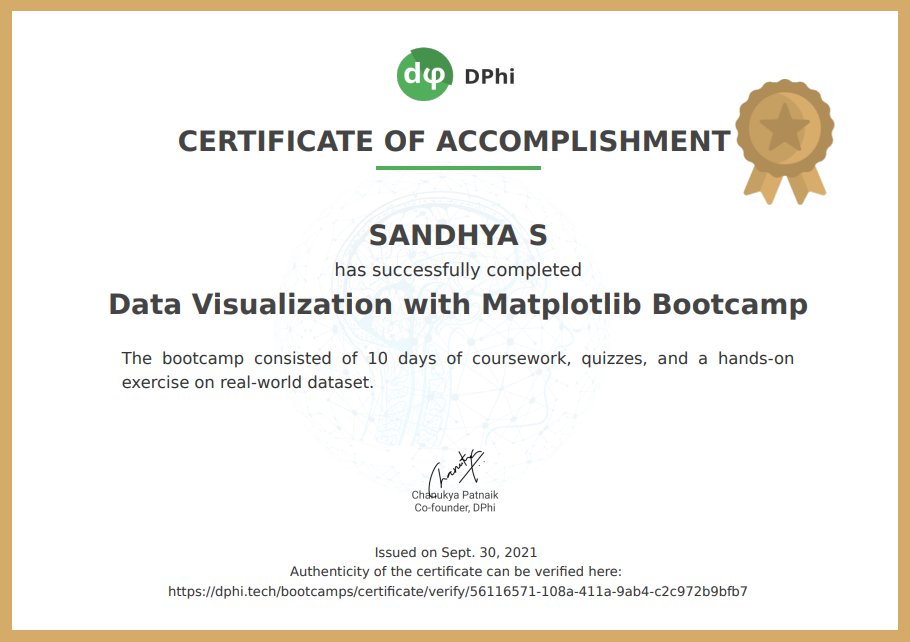 dφ DPhi
CERTIFICATE OF ACCOMPLISHMENT
SANDHYA S
has successfully completed
Data Visualization with Matplotlib Bootcamp
The bootcamp consisted of 10 days of coursework, quizzes, and a hands-on
exercise on real-world dataset.
Chanukya Patnaik
Co-founder, DPhi
Issued on Sept. 30, 2021
Authenticity of the certificate can be verified here:
https://dphi.tech/bootcamps/certificate/verify/56116571-108a-411a-9ab4-c2c972b9bfb7